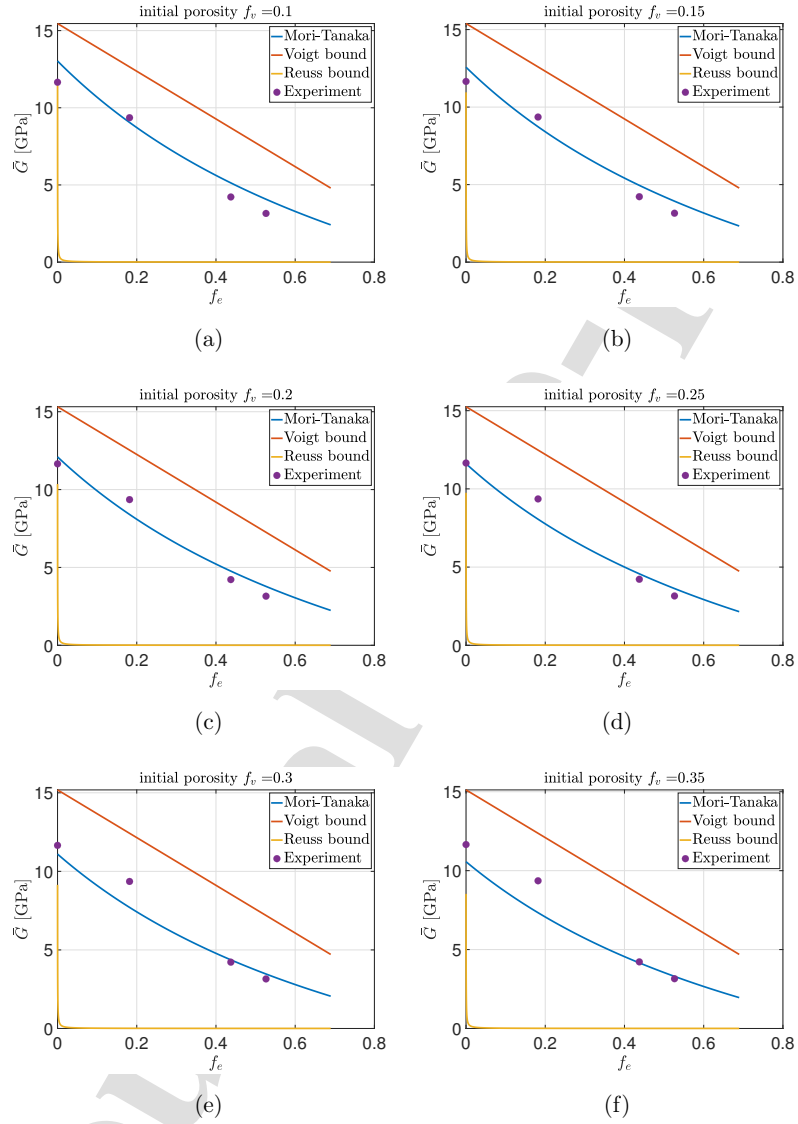 initial porosity f_v =0.1
Mori-Tanaka
Voigt bound
Reuss bound
Experiment
15
10
5
0
Ḡ [GPa]
0 0.2 0.4 0.6 0.8
f_e
(a)
initial porosity f_v =0.15
Mori-Tanaka
Voigt bound
Reuss bound
Experiment
15
10
5
0
Ḡ [GPa]
0 0.2 0.4 0.6 0.8
f_e
(b)
initial porosity f_v =0.2
Mori-Tanaka
Voigt bound
Reuss bound
Experiment
15
10
5
0
Ḡ [GPa]
0 0.2 0.4 0.6 0.8
f_e
(c)
initial porosity f_v =0.25
Mori-Tanaka
Voigt bound
Reuss bound
Experiment
15
10
5
0
Ḡ [GPa]
0 0.2 0.4 0.6 0.8
f_e
(d)
initial porosity f_v =0.3
Mori-Tanaka
Voigt bound
Reuss bound
Experiment
15
10
5
0
Ḡ [GPa]
0 0.2 0.4 0.6 0.8
f_e
(e)
initial porosity f_v =0.35
Mori-Tanaka
Voigt bound
Reuss bound
Experiment
15
10
5
0
Ḡ [GPa]
0 0.2 0.4 0.6 0.8
f_e
(f)